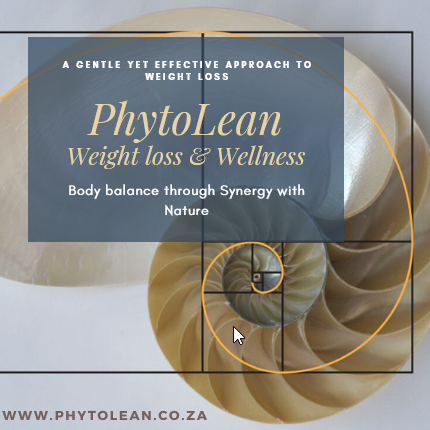 A GENTLE YET EFFECTIVE APPROACH TO
WEIGHT LOSS
PhytoLean
Weight loss & Wellness
Body balance through Synergy with
Nature
WWW.PHYTOLEAN.CO.ZA